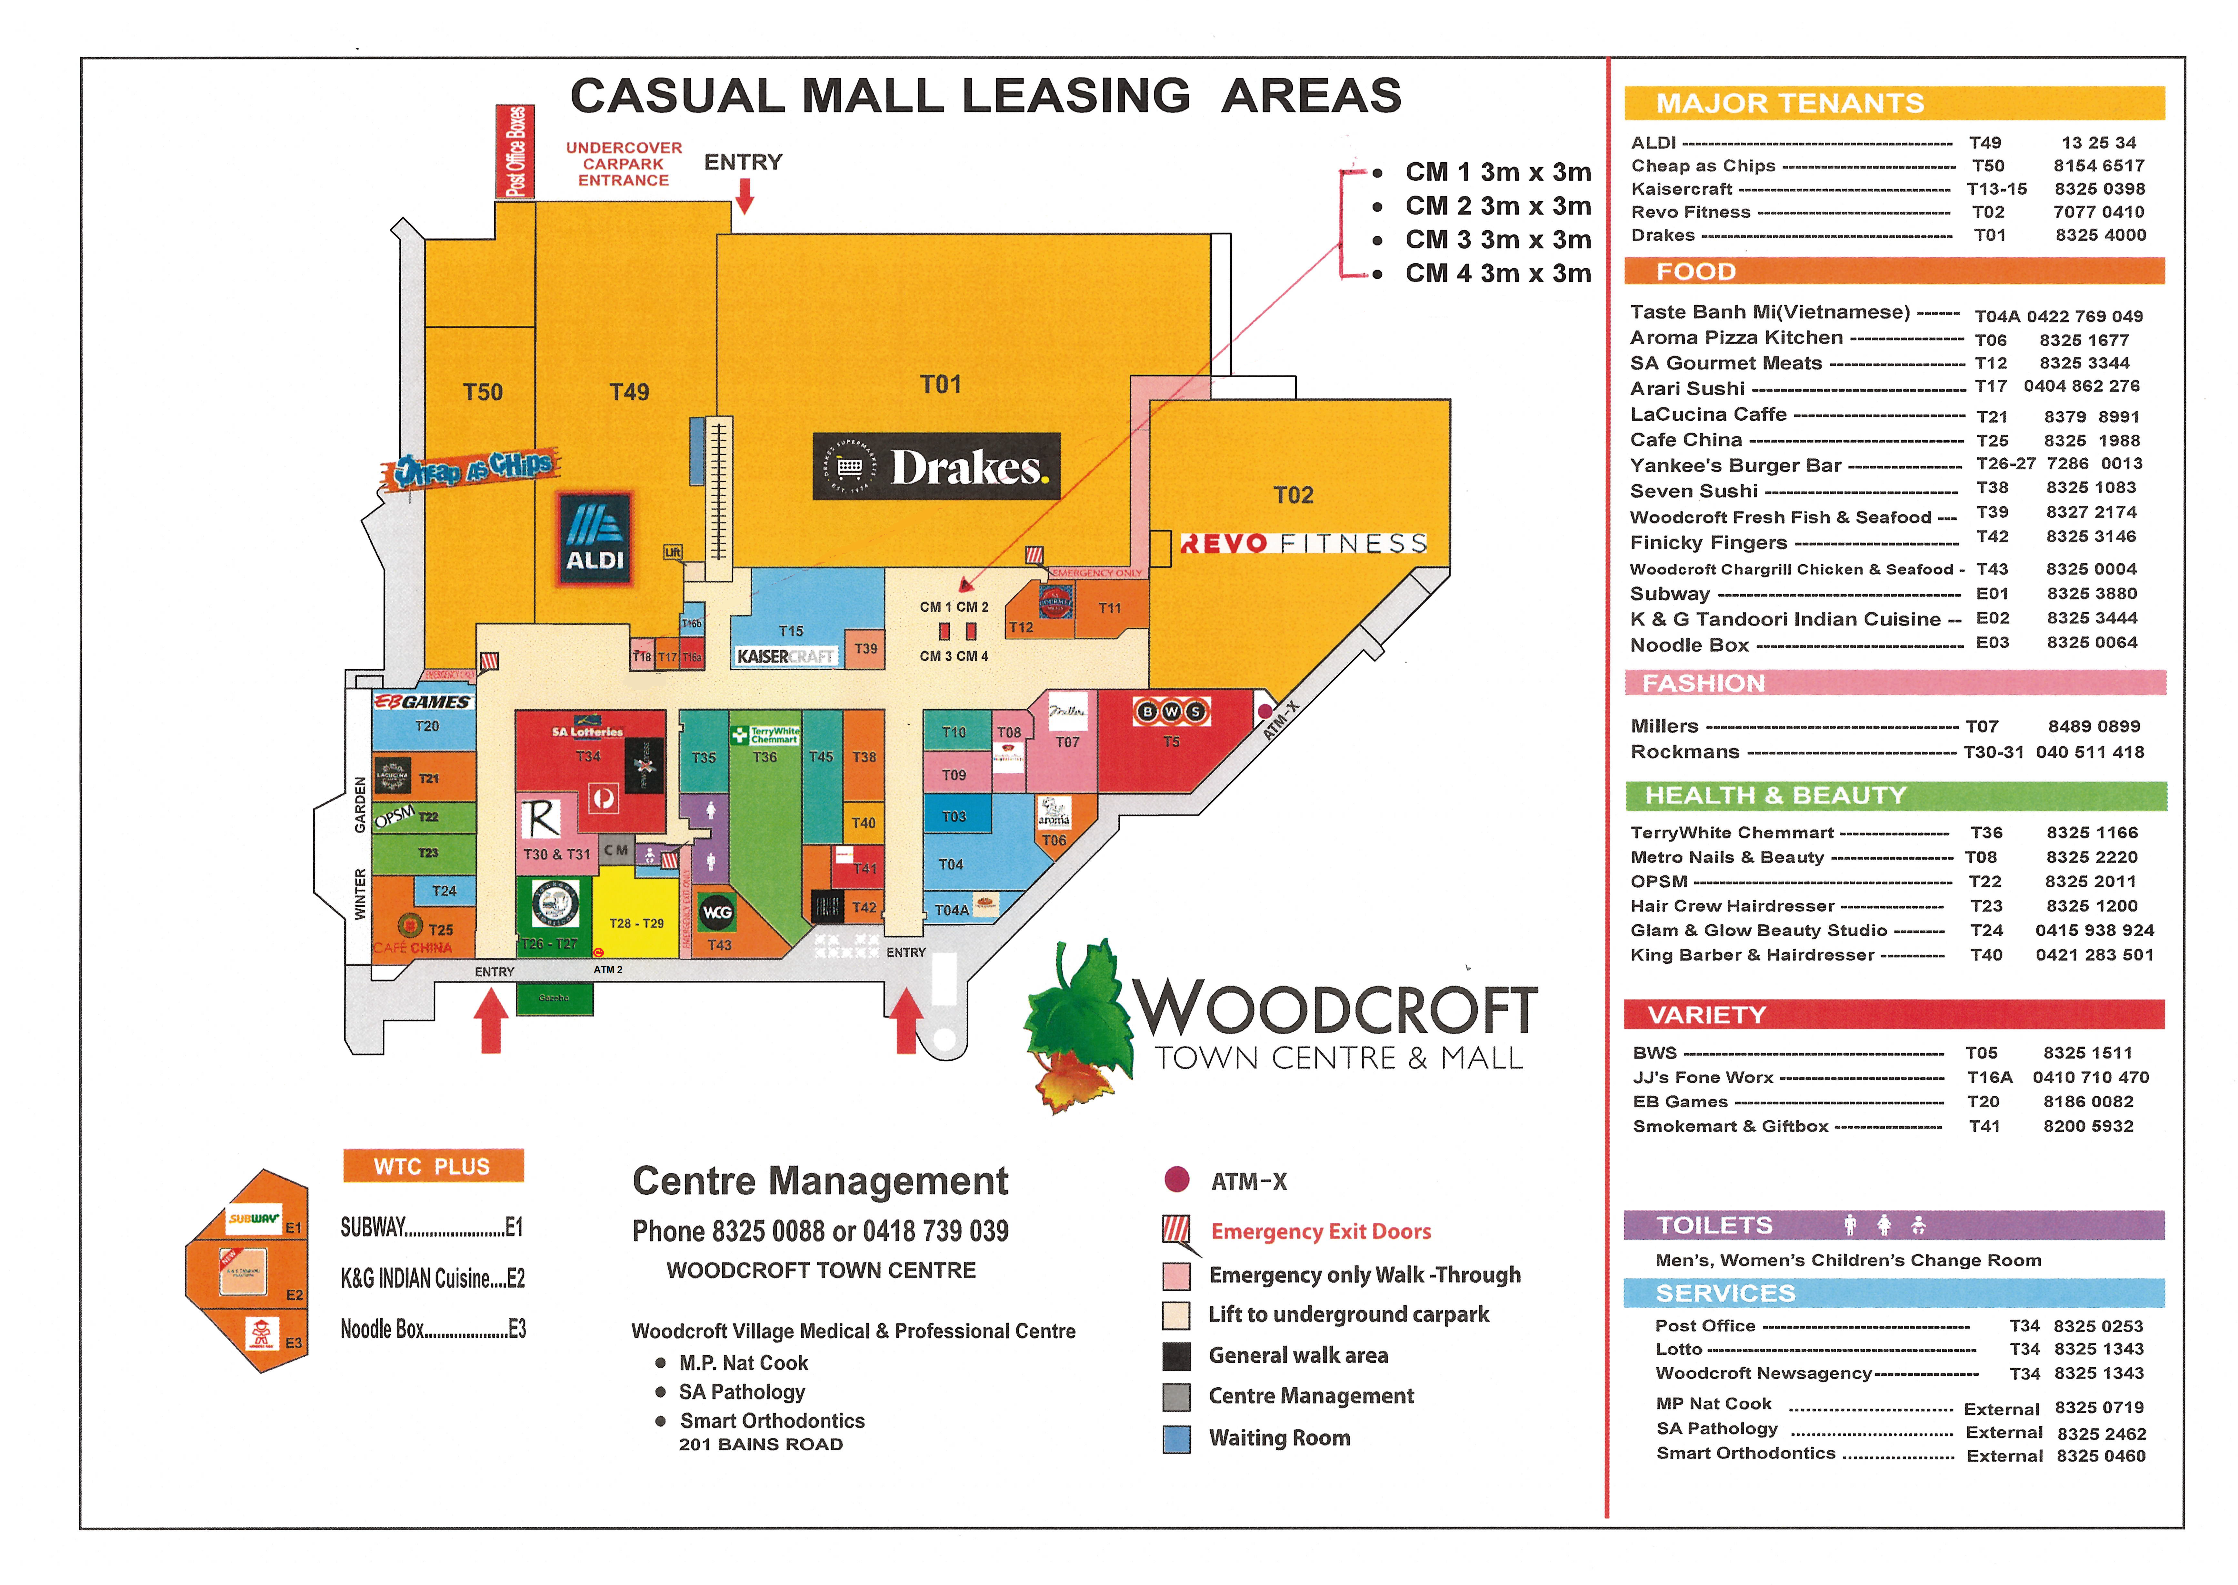 CASUAL MALL LEASING AREAS
Post Office Boxes
UNDERCOVER
CARPARK
ENTRANCE
ENTRY
• CM 1 3m x 3m
• CM 2 3m x 3m
• CM 3 3m x 3m
• CM 4 3m x 3m
T50
T49
T01
T02
Cheap AS CHips
ALDI
DRAKES SUPERMARKETS
EST. 1974
Drakes.
REVO FITNESS
Lift
EMERGENCY ONLY
CM 1 CM 2
CM 3 CM 4
T12
T11
T16b
T15
KAISERCRAFT
T39
T18
T17
T16a
EMERGENCY ONLY
EB GAMES
T20
LACUCINA
T21
OPSM
T22
T23
T24
T25
CAFÉ CHINA
WINTER GARDEN
SA Lotteries
T34
R
T30 & T31
CM
T26 - T27
T28 - T29
EMERGENCY EXIT ONLY
T35
TerryWhite
Chemmart
T36
T45
T38
T40
T41
T42
WCG
T43
T10
T08
T09
Millers
T07
BWS
T5
ATM-X
T03
T04
T04A
aroma
T06
ENTRY
ENTRY
ATM 2
Gazebo
WOODCROFT
TOWN CENTRE & MALL
SUBWAY
E1
NEW
E2
E3
WTC PLUS
SUBWAY........................E1
K&G INDIAN Cuisine....E2
Noodle Box....................E3
Centre Management
Phone 8325 0088 or 0418 739 039
WOODCROFT TOWN CENTRE
Woodcroft Village Medical & Professional Centre
• M.P. Nat Cook
• SA Pathology
• Smart Orthodontics
201 BAINS ROAD
ATM-X
Emergency Exit Doors
Emergency only Walk -Through
Lift to underground carpark
General walk area
Centre Management
Waiting Room
MAJOR TENANTS
ALDI ---------- T49 13 25 34
Cheap as Chips ---------- T50 8154 6517
Kaisercraft ---------- T13-15 8325 0398
Revo Fitness ---------- T02 7077 0410
Drakes ---------- T01 8325 4000
FOOD
Taste Banh Mi(Vietnamese) ------ T04A 0422 769 049
Aroma Pizza Kitchen ---------- T06 8325 1677
SA Gourmet Meats ---------- T12 8325 3344
Arari Sushi ---------- T17 0404 862 276
LaCucina Caffe ---------- T21 8379 8991
Cafe China ---------- T25 8325 1988
Yankee's Burger Bar ---------- T26-27 7286 0013
Seven Sushi ---------- T38 8325 1083
Woodcroft Fresh Fish & Seafood --- T39 8327 2174
Finicky Fingers ---------- T42 8325 3146
Woodcroft Chargrill Chicken & Seafood - T43 8325 0004
Subway ---------- E01 8325 3880
K & G Tandoori Indian Cuisine -- E02 8325 3444
Noodle Box ---------- E03 8325 0064
FASHION
Millers ---------- T07 8489 0899
Rockmans ---------- T30-31 040 511 418
HEALTH & BEAUTY
TerryWhite Chemmart ---------- T36 8325 1166
Metro Nails & Beauty ---------- T08 8325 2220
OPSM ---------- T22 8325 2011
Hair Crew Hairdresser ---------- T23 8325 1200
Glam & Glow Beauty Studio -------- T24 0415 938 924
King Barber & Hairdresser ---------- T40 0421 283 501
VARIETY
BWS ---------- T05 8325 1511
JJ's Fone Worx ---------- T16A 0410 710 470
EB Games ---------- T20 8186 0082
Smokemart & Giftbox ---------- T41 8200 5932
TOILETS
Men's, Women's Children's Change Room
SERVICES
Post Office ---------- T34 8325 0253
Lotto ---------- T34 8325 1343
Woodcroft Newsagency---------- T34 8325 1343
MP Nat Cook .......... External 8325 0719
SA Pathology .......... External 8325 2462
Smart Orthodontics .......... External 8325 0460